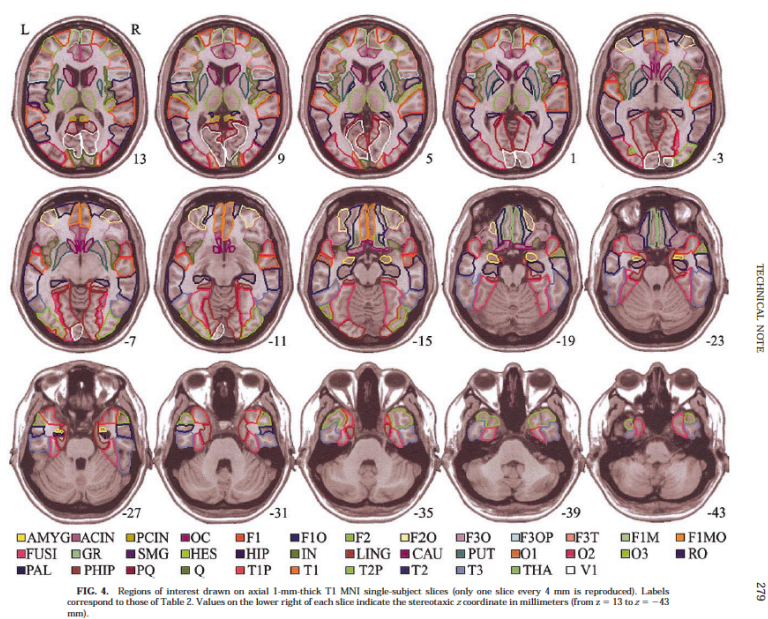 L R
13 9 5 1 -3
-7 -11 -15 -19 -23
-27 -31 -35 -39 -43
AMYG ACIN PCIN OC F1 F1O F2 F2O F3O F3OP F3T F1M F1MO
FUSI GR SMG HES HIP IN LING CAU PUT O1 O2 O3 RO
PAL PHIP PQ Q T1P T1 T2P T2 T3 THA V1
FIG. 4. Regions of interest drawn on axial 1-mm-thick T1 MNI single-subject slices (only one slice every 4 mm is reproduced). Labels
correspond to those of Table 2. Values on the lower right of each slice indicate the stereotaxic z coordinate in millimeters (from z = 13 to z = −43
mm).
TECHNICAL NOTE
279